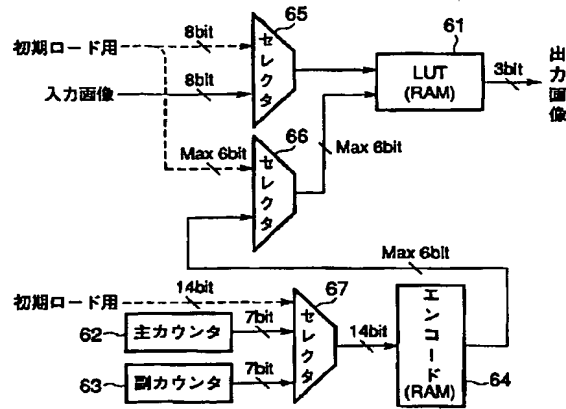 65
初期ロード用
8bit
セレクタ
入力画像
8bit
61
LUT
(RAM)
3bit
出力画像
66
Max 6bit
セレクタ
Max 6bit
Max 6bit
初期ロード用
14bit
67
セレクタ
62
主カウンタ
7bit
63
副カウンタ
7bit
14bit
エンコード
(RAM)
64